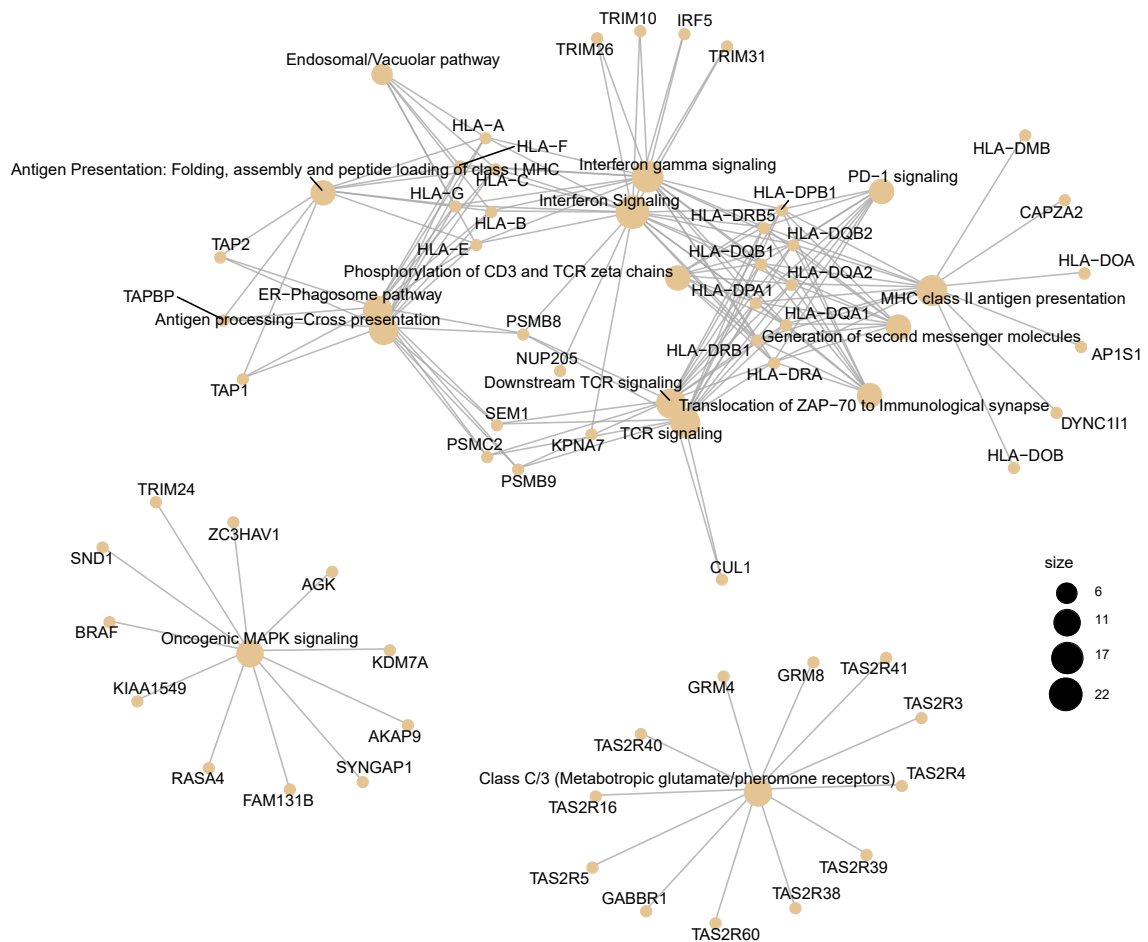 TRIM10
IRF5
TRIM26
TRIM31
Endosomal/Vacuolar pathway
HLA−A
HLA−F
HLA−DMB
Antigen Presentation: Folding, assembly and peptide loading of class I MHC
Interferon gamma signaling
HLA−C
PD−1 signaling
HLA−G
HLA−DPB1
Interferon Signaling
HLA−DRB5
CAPZA2
HLA−B
HLA−DQB2
TAP2
HLA−E
HLA−DQB1
HLA−DOA
Phosphorylation of CD3 and TCR zeta chains
HLA−DQA2
TAPBP
ER−Phagosome pathway
HLA−DPA1
MHC class II antigen presentation
Antigen processing−Cross presentation
PSMB8
HLA−DQA1
Generation of second messenger molecules
NUP205
HLA−DRB1
AP1S1
TAP1
Downstream TCR signaling
HLA−DRA
SEM1
Translocation of ZAP−70 to Immunological synapse
DYNC1I1
PSMC2
KPNA7
TCR signaling
HLA−DOB
PSMB9
TRIM24
ZC3HAV1
SND1
AGK
CUL1
size
6
11
17
22
BRAF
Oncogenic MAPK signaling
KDM7A
KIAA1549
AKAP9
RASA4
SYNGAP1
FAM131B
GRM4
GRM8
TAS2R41
TAS2R3
TAS2R40
Class C/3 (Metabotropic glutamate/pheromone receptors)
TAS2R4
TAS2R16
TAS2R39
TAS2R5
GABBR1
TAS2R38
TAS2R60